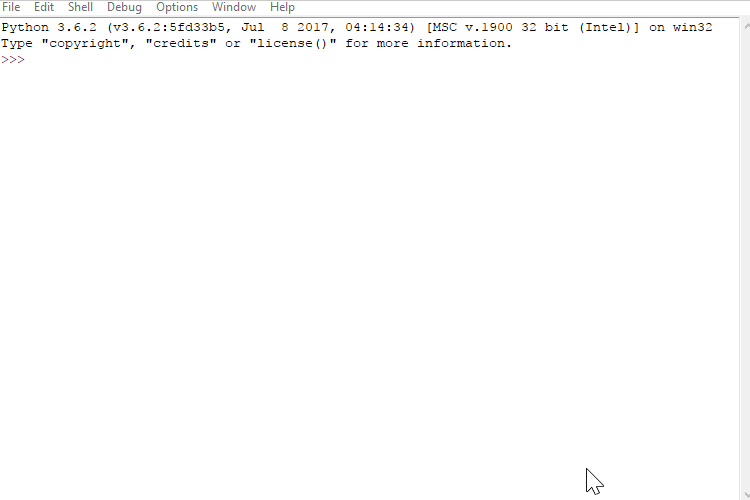 File Edit Shell Debug Options Window Help
Python 3.6.2 (v3.6.2:5fd33b5, Jul  8 2017, 04:14:34) [MSC v.1900 32 bit (Intel)] on win32
Type "copyright", "credits" or "license()" for more information.
>>>